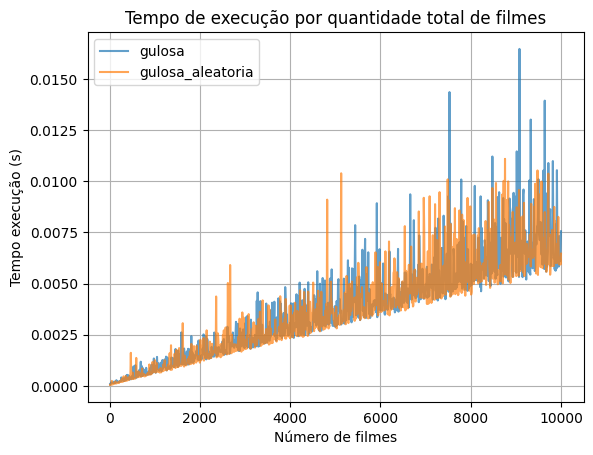 Tempo de execução por quantidade total de filmes
gulosa
gulosa_aleatoria
Tempo execução (s)
0.0150
0.0125
0.0100
0.0075
0.0050
0.0025
0.0000
0 2000 4000 6000 8000 10000
Número de filmes